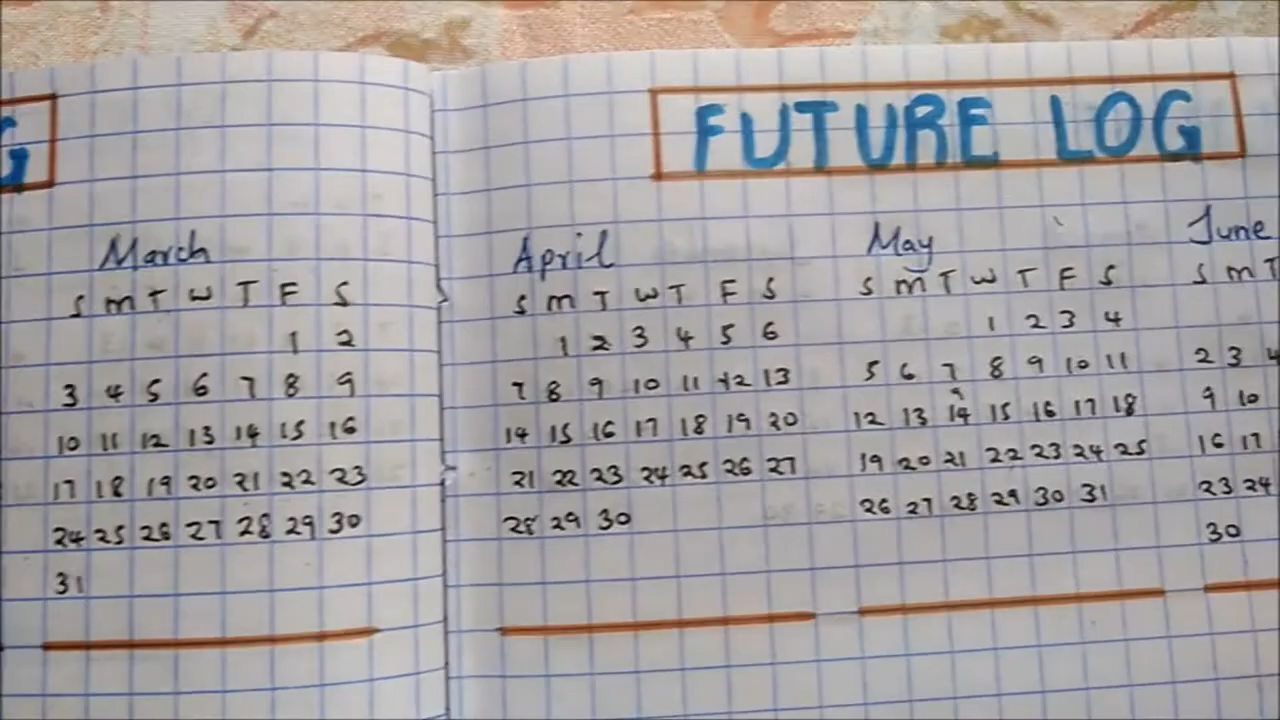 G
March
S M T W T F S
1 2
3 4 5 6 7 8 9
10 11 12 13 14 15 16
17 18 19 20 21 22 23
24 25 26 27 28 29 30
31
FUTURE LOG
April
S M T W T F S
1 2 3 4 5 6
7 8 9 10 11 12 13
14 15 16 17 18 19 20
21 22 23 24 25 26 27
28 29 30
May
S M T W T F S
1 2 3 4
5 6 7 8 9 10 11
12 13 14 15 16 17 18
19 20 21 22 23 24 25
26 27 28 29 30 31
June
S M T
2 3 4
9 10
16 17
23 24
30